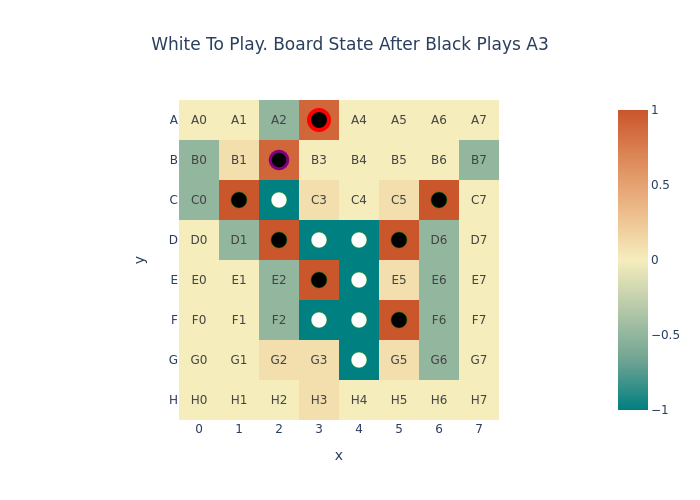 White To Play. Board State After Black Plays A3
A A0 A1 A2 A4 A5 A6 A7
B B0 B1 B3 B4 B5 B6 B7
C C0 C3 C4 C5 C7
D D0 D1 D6 D7
E E0 E1 E2 E5 E6 E7
F F0 F1 F2 F6 F7
G G0 G1 G2 G3 G5 G6 G7
H H0 H1 H2 H3 H4 H5 H6 H7
0 1 2 3 4 5 6 7
x
y
1
0.5
0
−0.5
−1